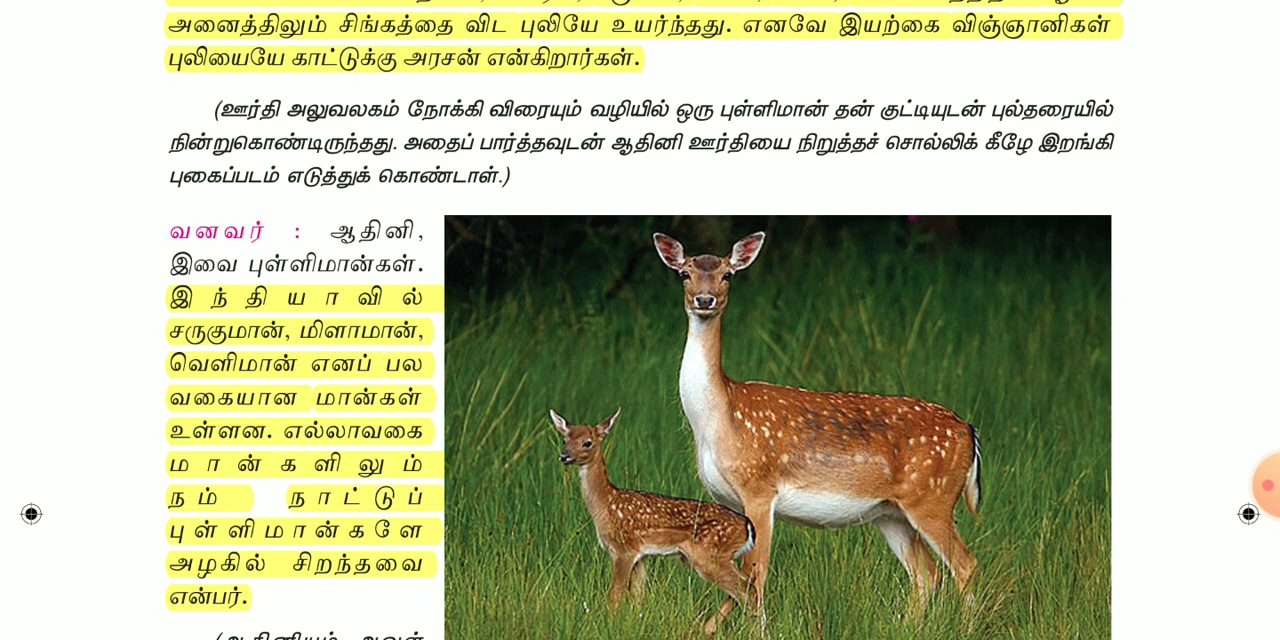 அனைத்திலும் சிங்கத்தை விட புலியே உயர்ந்தது. எனவே இயற்கை விஞ்ஞானிகள்
புலியையே காட்டுக்கு அரசன் என்கிறார்கள்.
(ஊர்தி அலுவலகம் நோக்கி விரையும் வழியில் ஒரு புள்ளிமான் தன் குட்டியுடன் புல்தரையில்
நின்றுகொண்டிருந்தது. அதைப் பார்த்தவுடன் ஆதினி ஊர்தியை நிறுத்தச் சொல்லிக் கீழே இறங்கி
புகைப்படம் எடுத்துக் கொண்டாள்.)
வனவர் : ஆதினி,
இவை புள்ளிமான்கள்.
இந்தியாவில்
சருகுமான், மிளாமான்,
வெளிமான் எனப் பல
வகையான மான்கள்
உள்ளன. எல்லாவகை
மான்களிலும்
நம் நாட்டுப்
புள்ளிமான்களே
அழகில் சிறந்தவை
என்பர்.